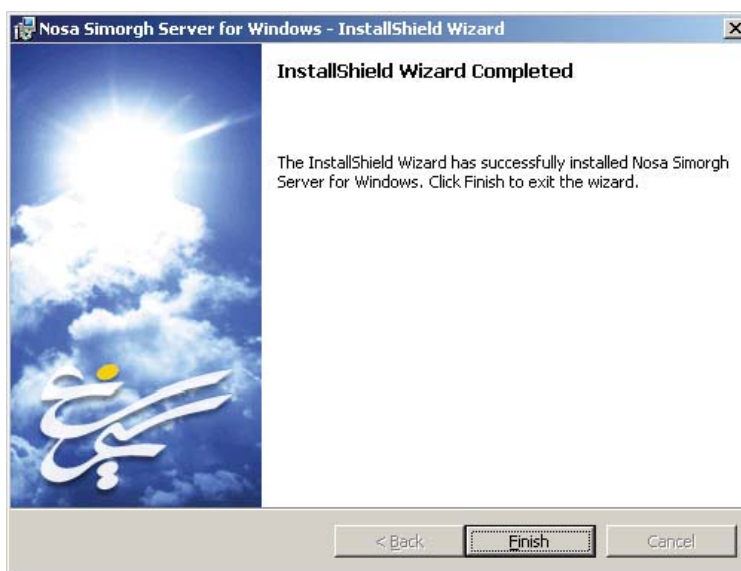 Nosa Simorgh Server for Windows - InstallShield Wizard
InstallShield Wizard Completed
The InstallShield Wizard has successfully installed Nosa Simorgh
Server for Windows. Click Finish to exit the wizard.
سیمرغ
< Back
Finish
Cancel